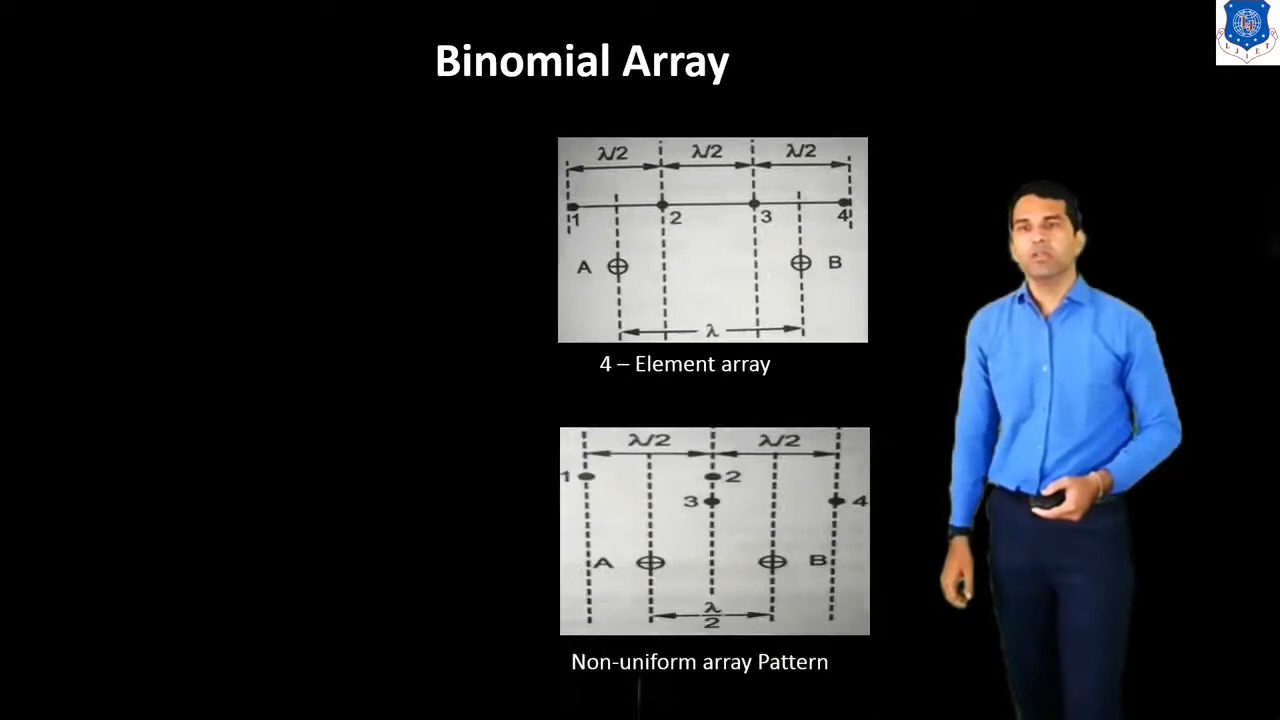 Binomial Array
λ/2 λ/2 λ/2
1 2 3 4
A B
λ
4 – Element array
λ/2 λ/2
1 2
3 4
A B
λ/2
Non-uniform array Pattern
LJIET